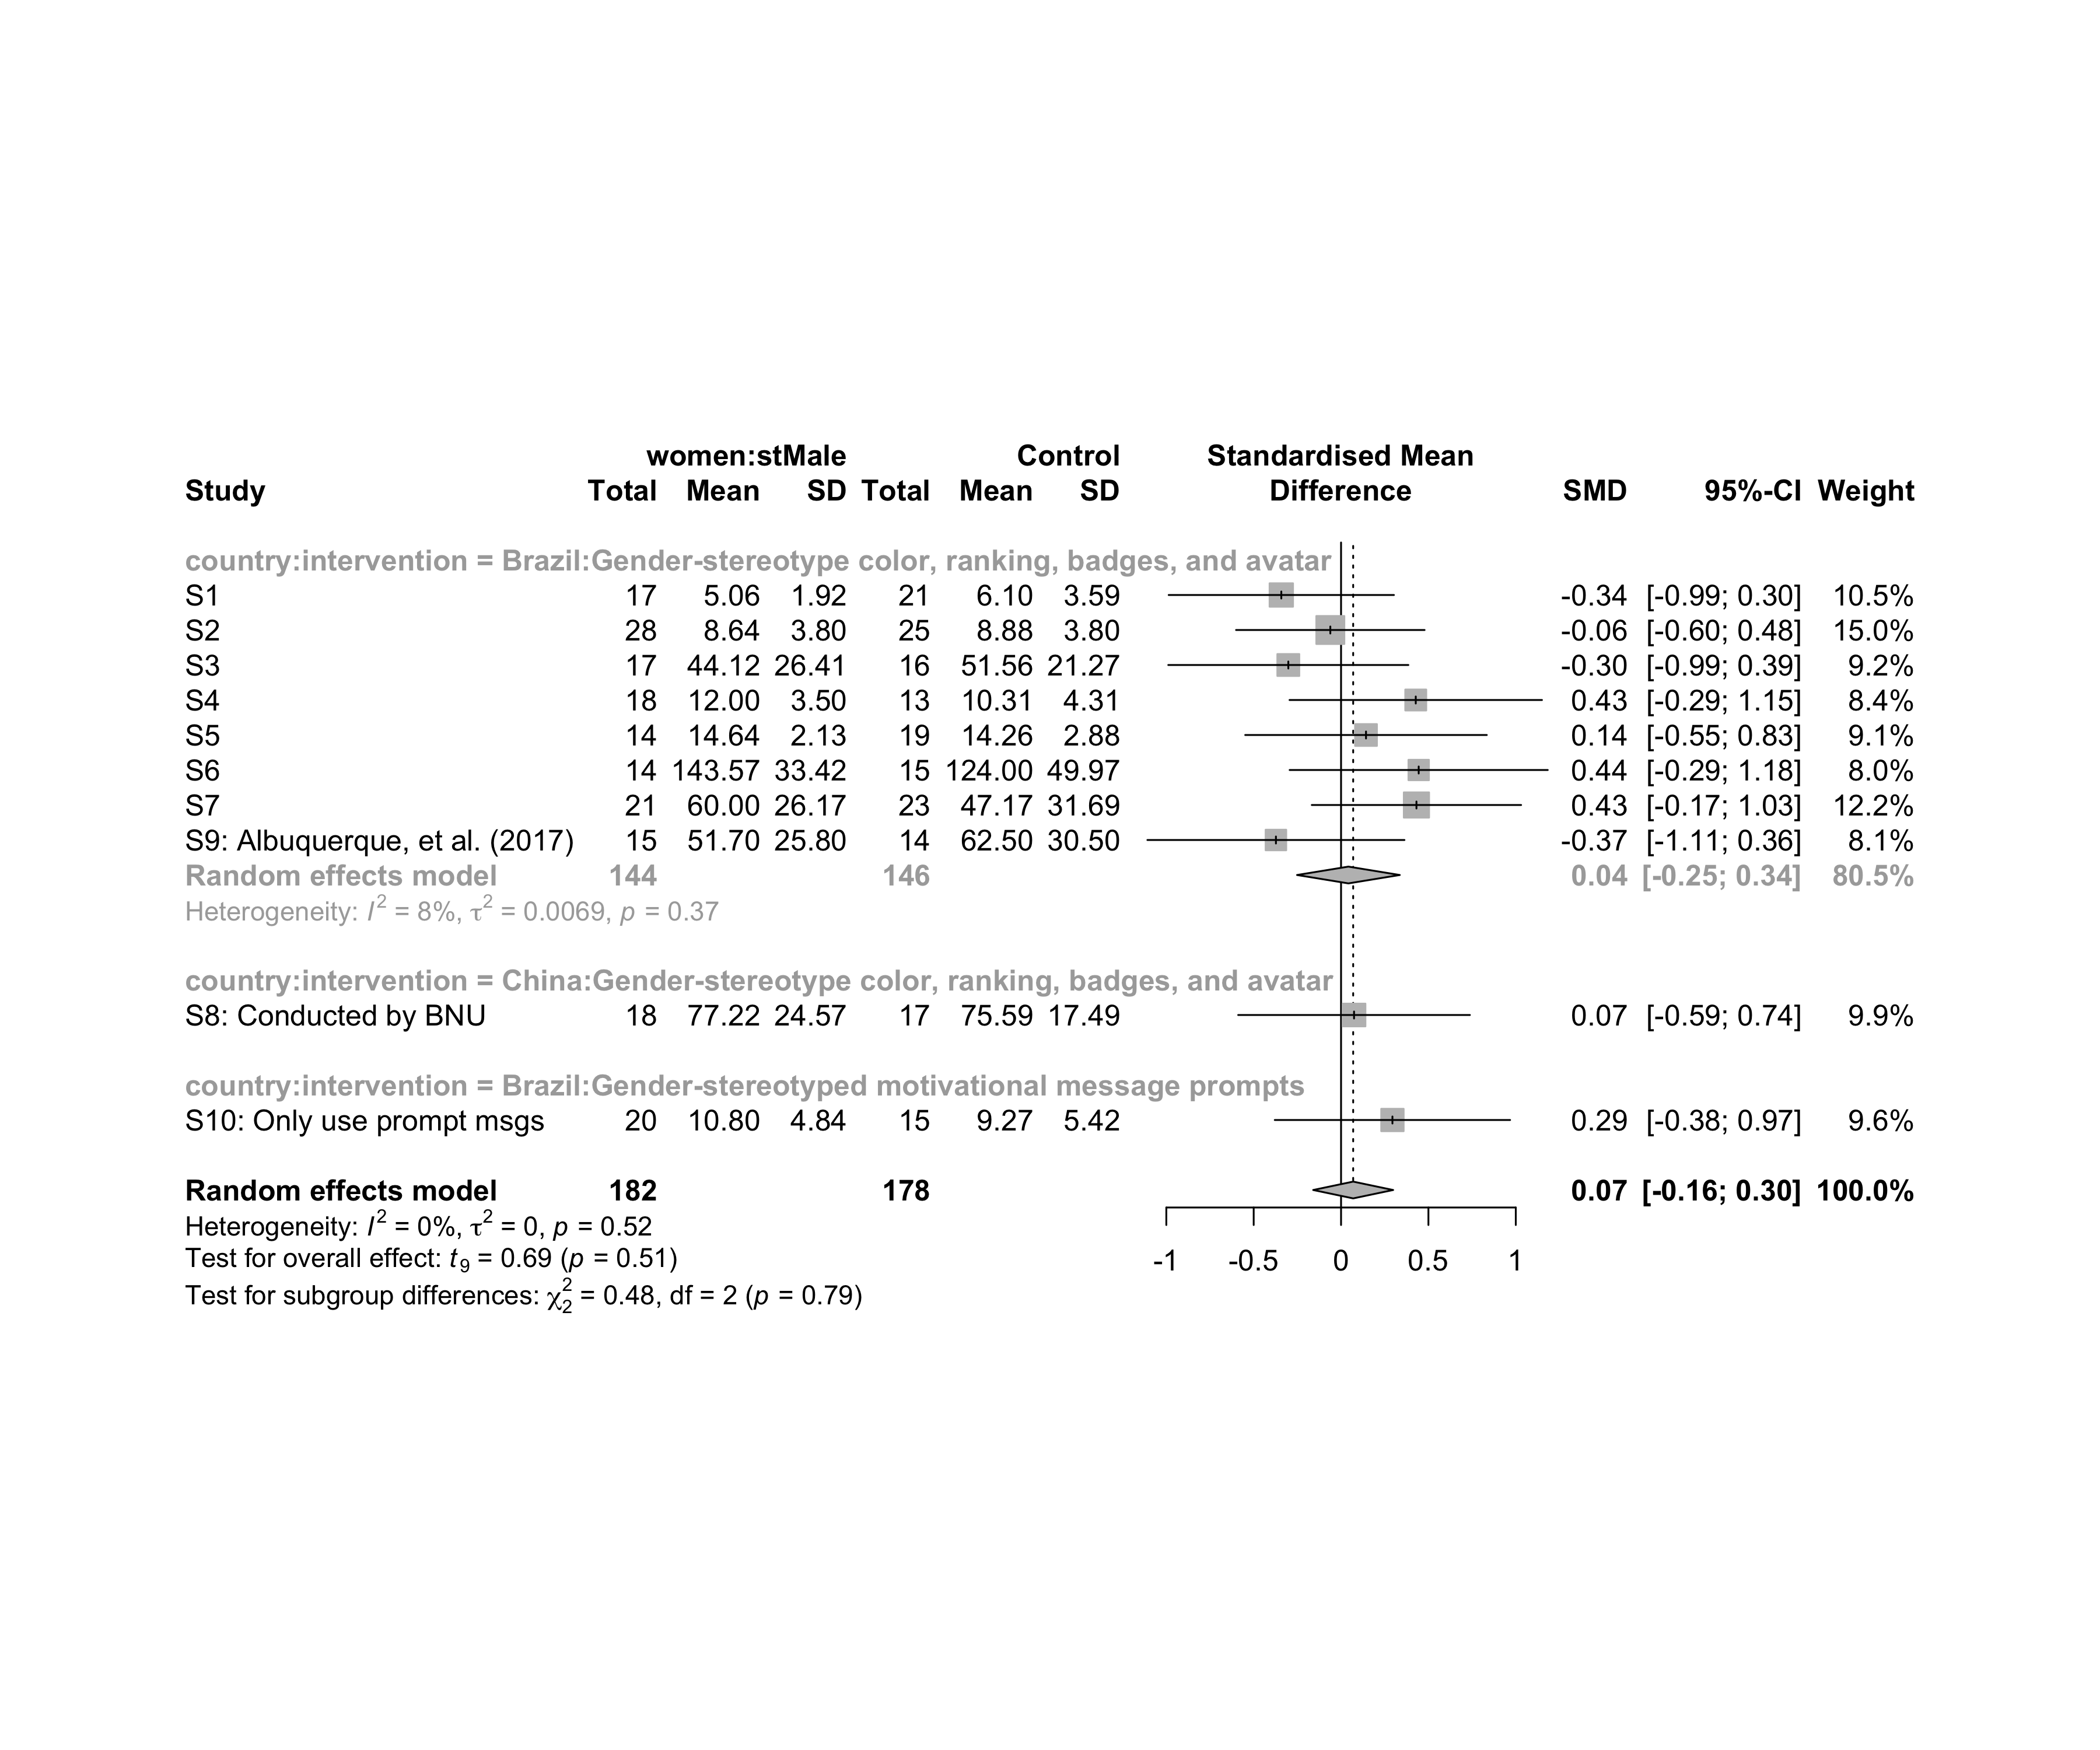 women:stMale Control Standardised Mean
Study Total Mean SD Total Mean SD Difference SMD 95%-CI Weight
country:intervention = Brazil:Gender-stereotype color, ranking, badges, and avatar
S1 17 5.06 1.92 21 6.10 3.59 -0.34 [-0.99; 0.30] 10.5%
S2 28 8.64 3.80 25 8.88 3.80 -0.06 [-0.60; 0.48] 15.0%
S3 17 44.12 26.41 16 51.56 21.27 -0.30 [-0.99; 0.39] 9.2%
S4 18 12.00 3.50 13 10.31 4.31 0.43 [-0.29; 1.15] 8.4%
S5 14 14.64 2.13 19 14.26 2.88 0.14 [-0.55; 0.83] 9.1%
S6 14 143.57 33.42 15 124.00 49.97 0.44 [-0.29; 1.18] 8.0%
S7 21 60.00 26.17 23 47.17 31.69 0.43 [-0.17; 1.03] 12.2%
S9: Albuquerque, et al. (2017) 15 51.70 25.80 14 62.50 30.50 -0.37 [-1.11; 0.36] 8.1%
Random effects model 144 146 0.04 [-0.25; 0.34] 80.5%
Heterogeneity: I² = 8%, τ² = 0.0069, p = 0.37
country:intervention = China:Gender-stereotype color, ranking, badges, and avatar
S8: Conducted by BNU 18 77.22 24.57 17 75.59 17.49 0.07 [-0.59; 0.74] 9.9%
country:intervention = Brazil:Gender-stereotyped motivational message prompts
S10: Only use prompt msgs 20 10.80 4.84 15 9.27 5.42 0.29 [-0.38; 0.97] 9.6%
Random effects model 182 178 0.07 [-0.16; 0.30] 100.0%
Heterogeneity: I² = 0%, τ² = 0, p = 0.52
Test for overall effect: t₉ = 0.69 (p = 0.51)
-1 -0.5 0 0.5 1
Test for subgroup differences: χ²₂ = 0.48, df = 2 (p = 0.79)